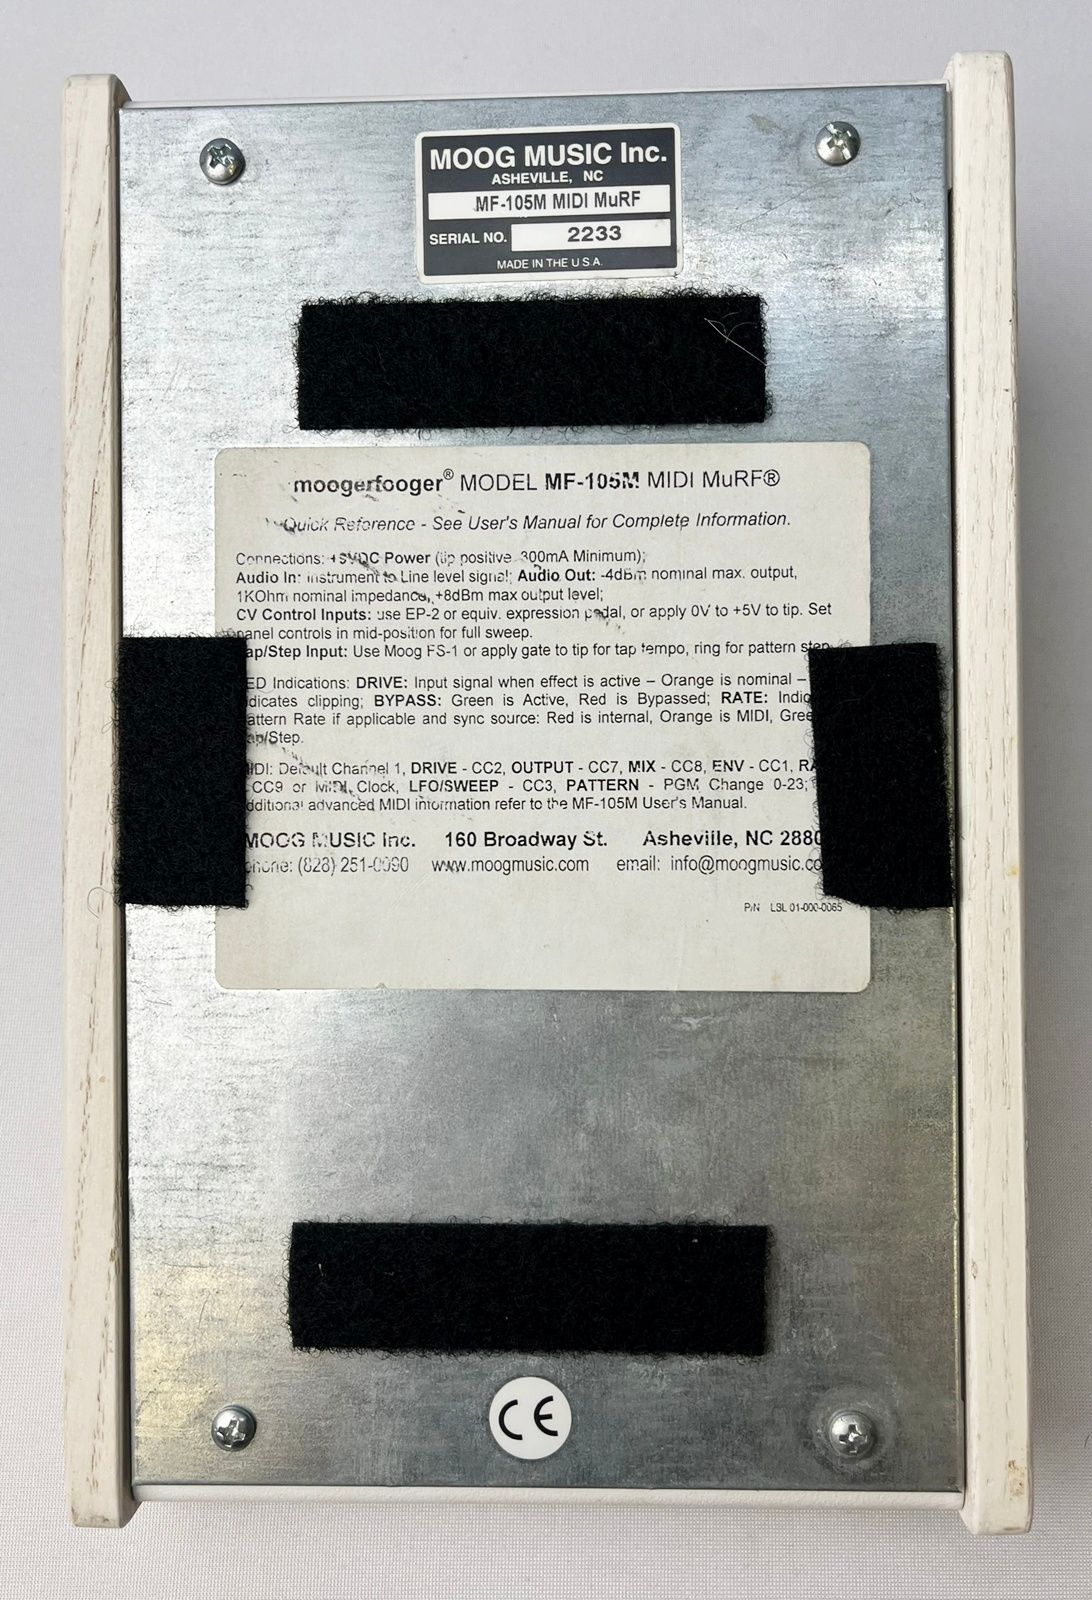 MOOG MUSIC Inc.
ASHEVILLE, NC
MF-105M MIDI MuRF
SERIAL NO. 2233
MADE IN THE U.S.A.
moogerfooger® MODEL MF-105M MIDI MuRF®
Quick Reference - See User's Manual for Complete Information.
Connections: +9VDC Power (tip positive, 300mA Minimum);
Audio In: Instrument to Line level signal; Audio Out: -4dBm nominal max. output,
1KOhm nominal impedance, +8dBm max output level;
CV Control Inputs: use EP-2 or equiv. expression pedal, or apply 0V to +5V to tip. Set
panel controls in mid-position for full sweep.
ap/Step Input: Use Moog FS-1 or apply gate to tip for tap tempo, ring for pattern step
ED Indications: DRIVE: Input signal when effect is active – Orange is nominal –
dicates clipping; BYPASS: Green is Active, Red is Bypassed; RATE: Indic
attern Rate if applicable and sync source: Red is internal, Orange is MIDI, Gree
ap/Step.
IDI: Default Channel 1, DRIVE - CC2, OUTPUT - CC7, MIX - CC8, ENV - CC1, RA
CC9 or MIDI Clock, LFO/SWEEP - CC3, PATTERN - PGM Change 0-23;
additional advanced MIDI information refer to the MF-105M User's Manual.
MOOG MUSIC Inc. 160 Broadway St. Asheville, NC 2880
phone: (828) 251-0090 www.moogmusic.com email: info@moogmusic.co
P/N LSL 01-000-0065
CE